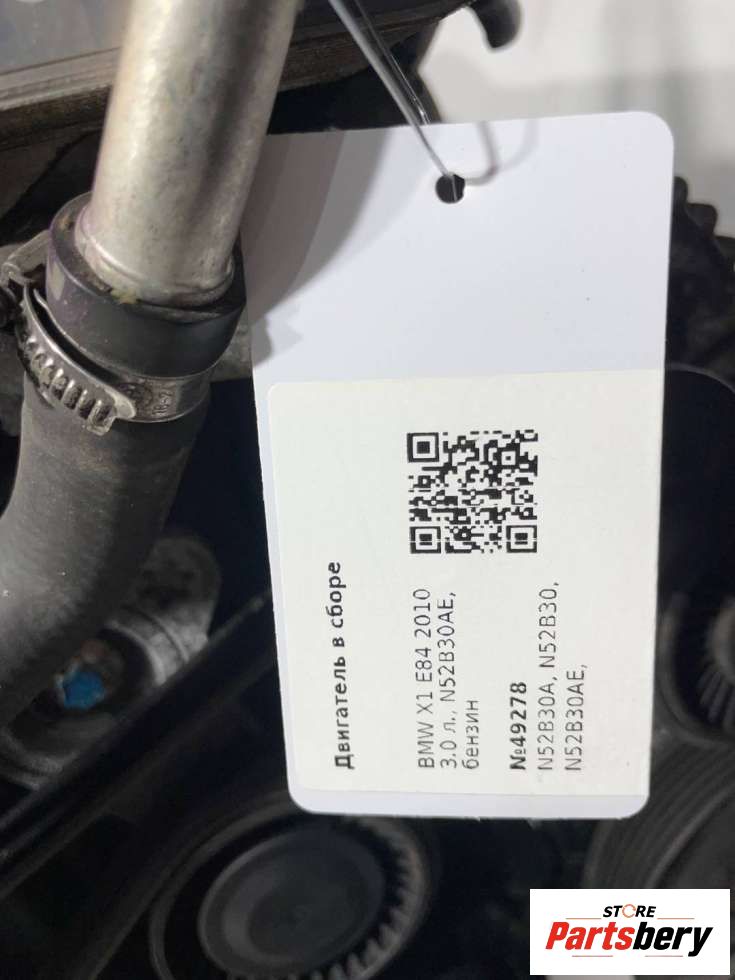 Двигатель в сборе
BMW X1 E84 2010
3.0 л., N52B30AE,
бензин
№49278
N52B30A, N52B30,
N52B30AE,
STORE
Partsbery